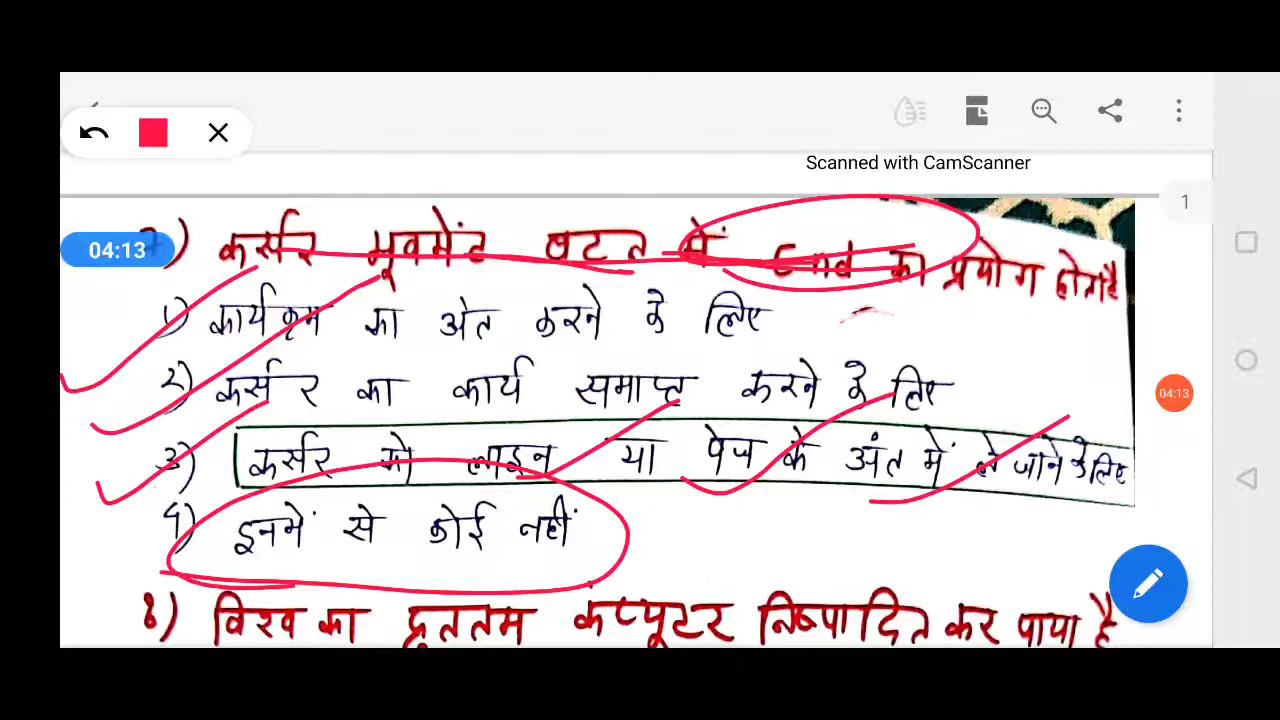 Scanned with CamScanner
1
04:13
कर्सर मूवमेंट बटन में End का प्रयोग होता है
1) कार्यक्रम का अंत करने के लिए
2) कर्सर का कार्य समाप्त करने के लिए
04:13
3) कर्सर को लाइन या पेज के अंत में ले जाने के लिए
4) इनमें से कोई नहीं
8) विश्व का द्रुततम कंप्यूटर निष्पादित कर पाया है